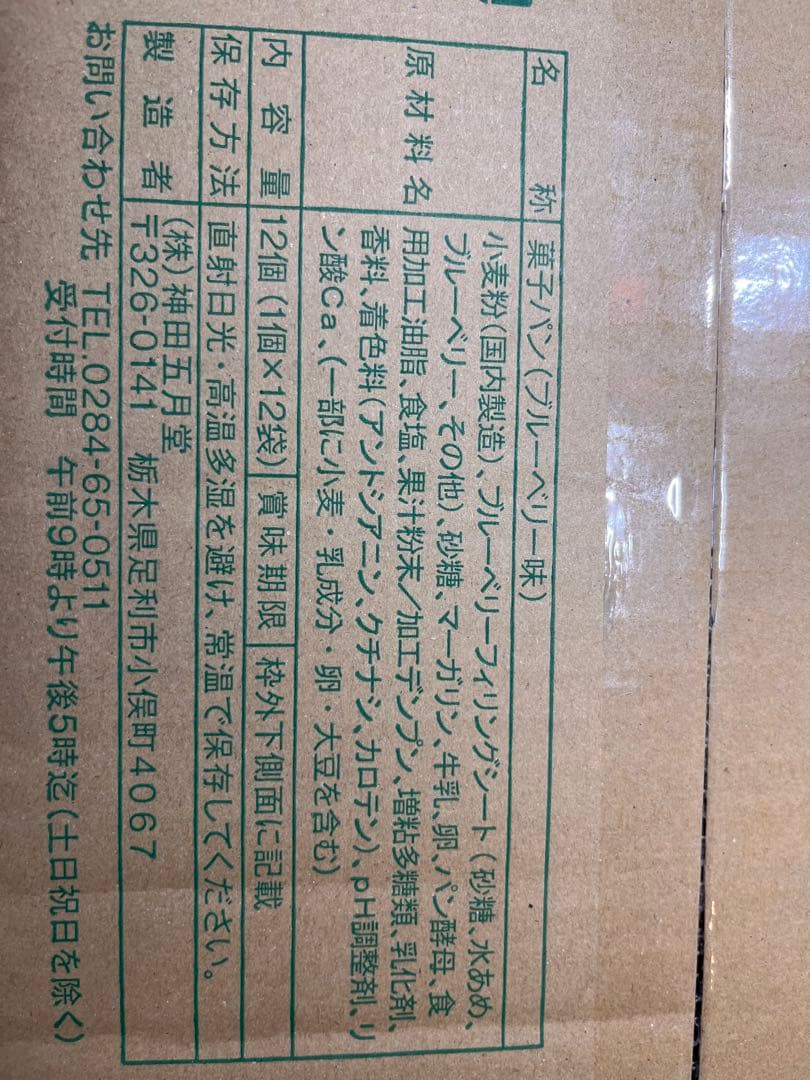 名称 菓子パン(ブルーベリー味)
原材料名 小麦粉(国内製造)、ブルーベリーフィリングシート(砂糖、水あめ、
ブルーベリー、その他)、砂糖、マーガリン、牛乳、卵、パン酵母、食
用加工油脂、食塩、果汁粉末/加工デンプン、増粘多糖類、乳化剤、
香料、着色料(アントシアニン、クチナシ、カロテン)、pH調整剤、リ
ン酸Ca、(一部に小麦・乳成分・卵・大豆を含む)
内容量 12個(1個×12袋) 賞味期限 枠外下側面に記載
保存方法 直射日光・高温多湿を避け、常温で保存してください。
製造者 (株)神田五月堂
〒326-0141 栃木県足利市小俣町4067
お問い合わせ先 TEL.0284-65-0511
受付時間 午前9時より午後5時迄(土日祝日を除く)